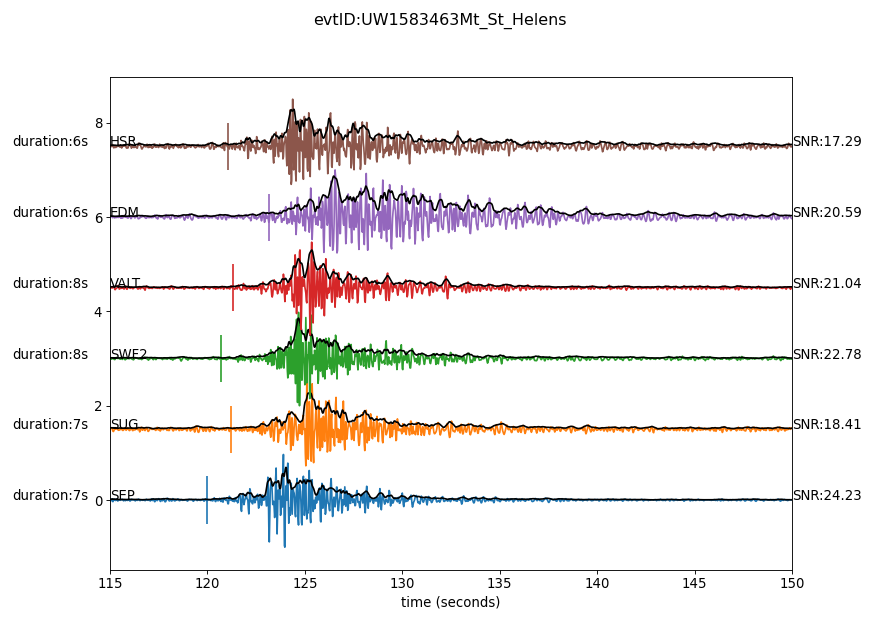 evtID:UW1583463Mt_St_Helens
8
duration:6s HSR SNR:17.29
duration:6s EDM SNR:20.59
6
duration:8s VALT SNR:21.04
4
duration:8s SWF2 SNR:22.78
2
duration:7s SUG SNR:18.41
duration:7s SEP SNR:24.23
0
115 120 125 130 135 140 145 150
time (seconds)